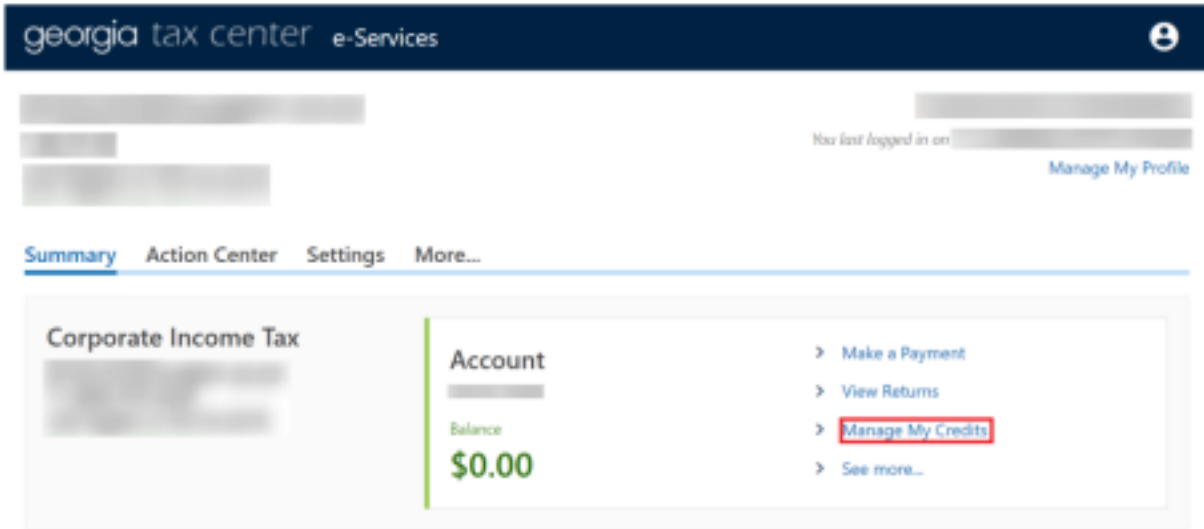 georgia tax center e-Services
You last logged in on
Manage My Profile
Summary Action Center Settings More...
Corporate Income Tax
Account
Balance
$0.00
Make a Payment
View Returns
Manage My Credits
See more...